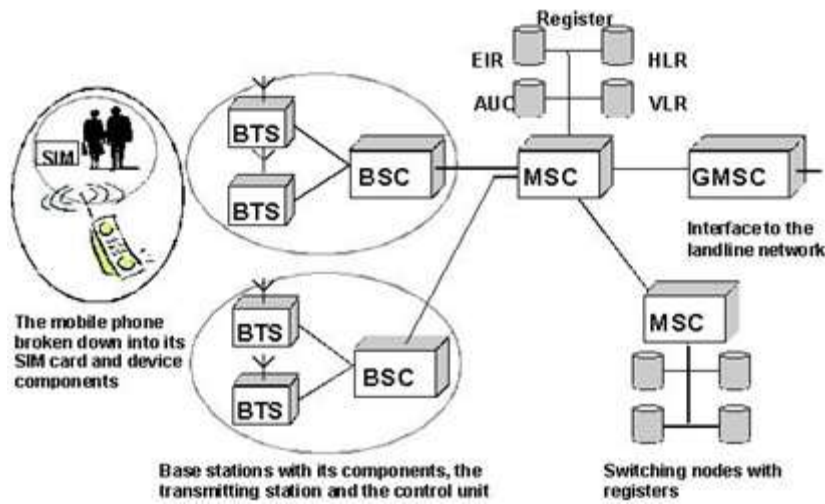 Register
EIR
HLR
AUC
VLR
SIM
BTS
BTS
BSC
MSC
GMSC
Interface to the
landline network
The mobile phone
broken down into its
SIM card and device
components
BTS
BTS
BSC
MSC
Base stations with its components, the
transmitting station and the control unit
Switching nodes with
registers